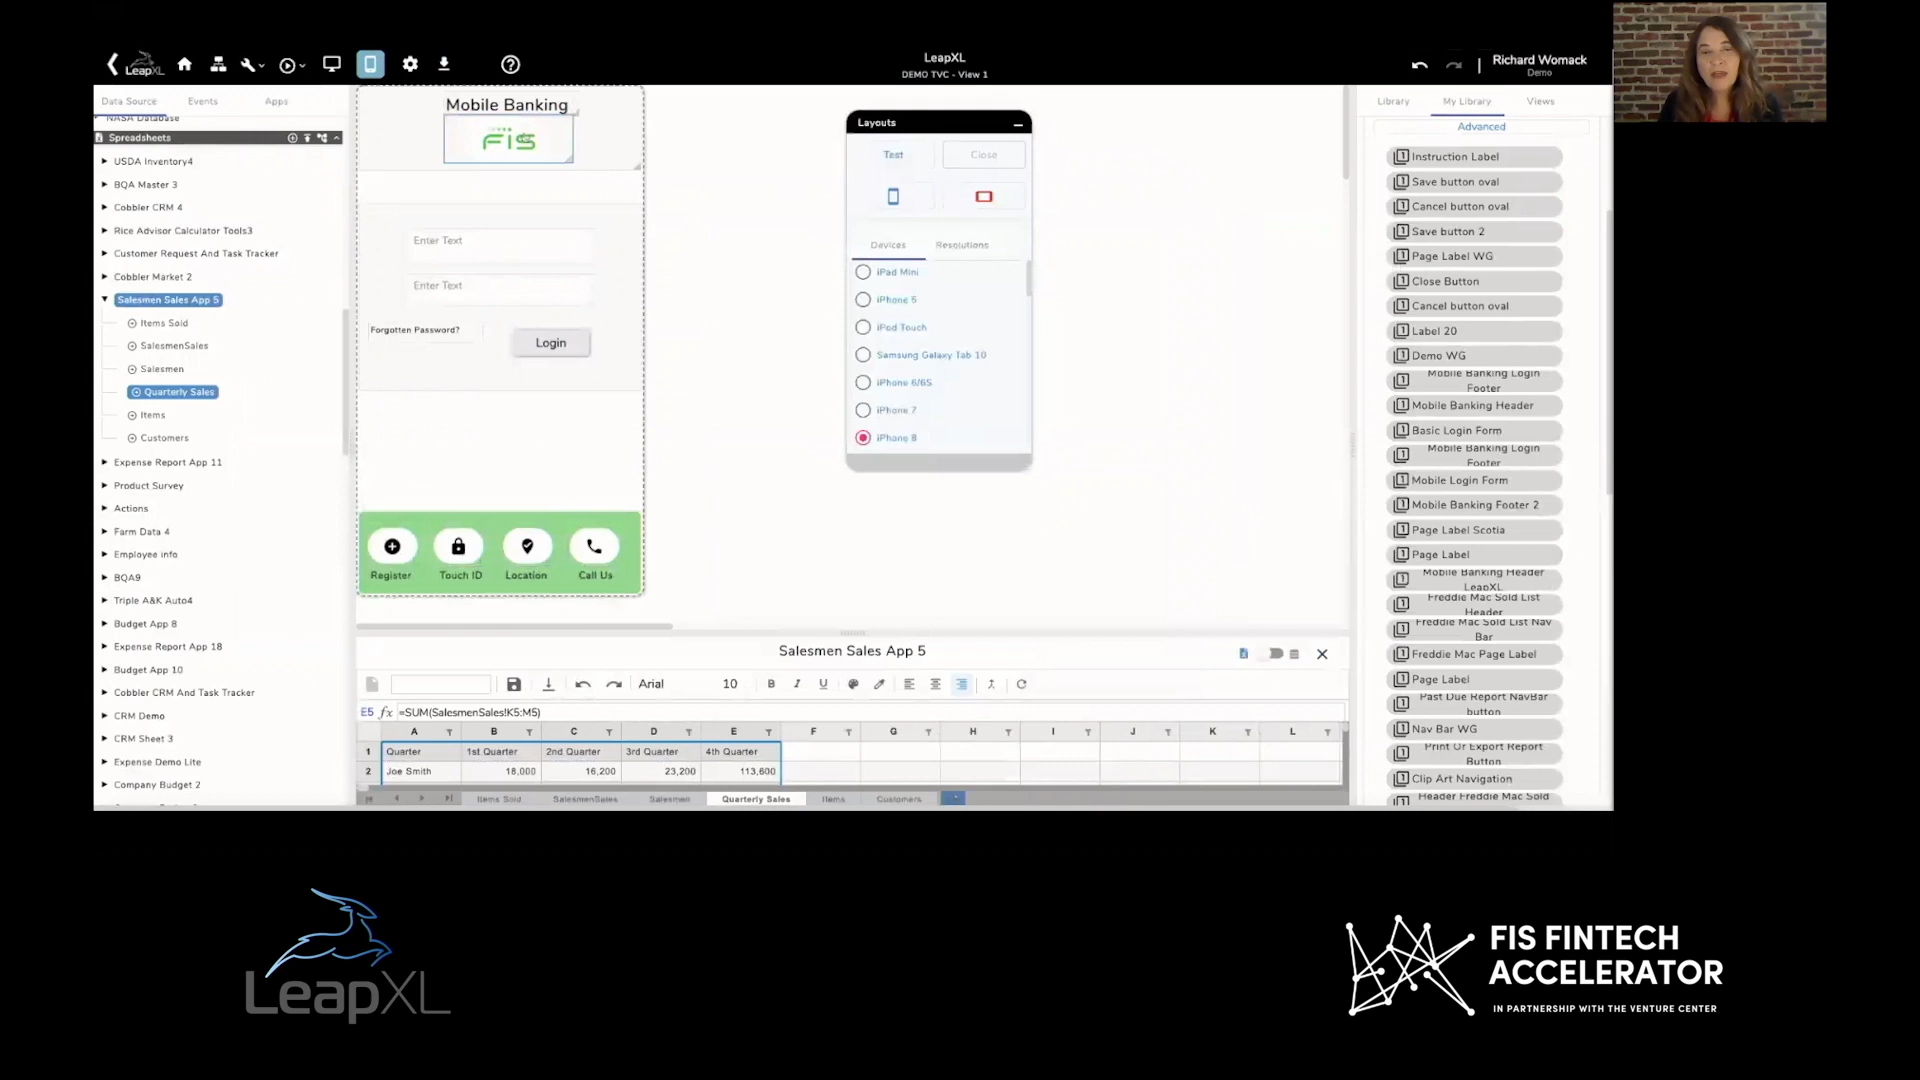 LeapXL
LeapXL
DEMO TVC - View 1
Richard Womack
Demo
Data Source
Events
Apps
NASA Database
Spreadsheets
USDA Inventory4
BQA Master 3
Cobbler CRM 4
Rice Advisor Calculator Tools3
Customer Request And Task Tracker
Cobbler Market 2
Salesmen Sales App 5
Items Sold
SalesmenSales
Salesmen
Quarterly Sales
Items
Customers
Expense Report App 11
Product Survey
Actions
Farm Data 4
Employee info
BQA9
Triple A&K Auto4
Budget App 8
Expense Report App 18
Budget App 10
Cobbler CRM And Task Tracker
CRM Demo
CRM Sheet 3
Expense Demo Lite
Company Budget 2
Mobile Banking
FIS
Enter Text
Enter Text
Forgotten Password?
Login
Register
Touch ID
Location
Call Us
Layouts
Test
Close
Devices
Resolutions
iPad Mini
iPhone 5
iPod Touch
Samsung Galaxy Tab 10
iPhone 6/6S
iPhone 7
iPhone 8
Salesmen Sales App 5
Arial
10
B
I
U
E5
fx
=SUM(SalesmenSales!K5:M5)
A B C D E F G H I J K L
1 Quarter 1st Quarter 2nd Quarter 3rd Quarter 4th Quarter
2 Joe Smith 18,000 16,200 23,200 113,600
Items Sold
SalesmenSales
Salesmen
Quarterly Sales
Items
Customers
Library
My Library
Views
Advanced
Instruction Label
Save button oval
Cancel button oval
Save button 2
Page Label WG
Close Button
Cancel button oval
Label 20
Demo WG
Mobile Banking Login
Footer
Mobile Banking Header
Basic Login Form
Mobile Banking Login
Footer
Mobile Login Form
Mobile Banking Footer 2
Page Label Scotia
Page Label
Mobile Banking Header
LeapXL
Freddie Mac Sold List
Header
Freddie Mac Sold List Nav
Bar
Freddie Mac Page Label
Page Label
Past Due Report NavBar
button
Nav Bar WG
Print Or Export Report
Button
Clip Art Navigation
Header Freddie Mac Sold
LeapXL
FIS FINTECH
ACCELERATOR
IN PARTNERSHIP WITH THE VENTURE CENTER